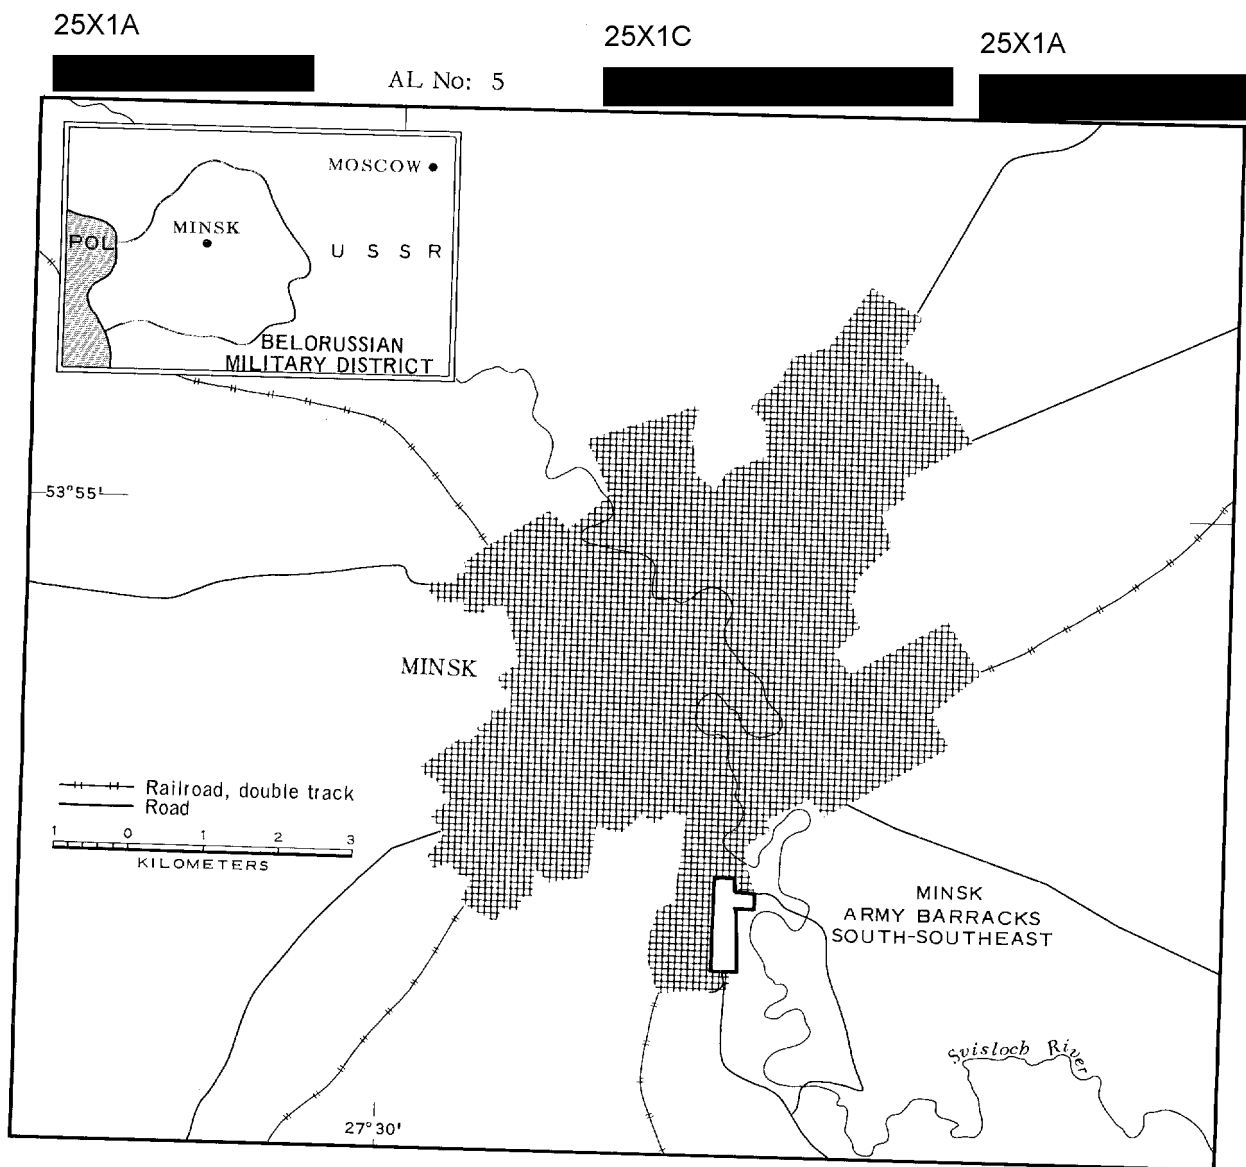 25X1A
25X1C
25X1A
AL No: 5
MOSCOW
MINSK
POL
U S S R
BELORUSSIAN
MILITARY DISTRICT
53°55'
MINSK
Railroad, double track
Road
1 0 1 2 3
KILOMETERS
MINSK
ARMY BARRACKS
SOUTH-SOUTHEAST
Svisloch River
27°30'